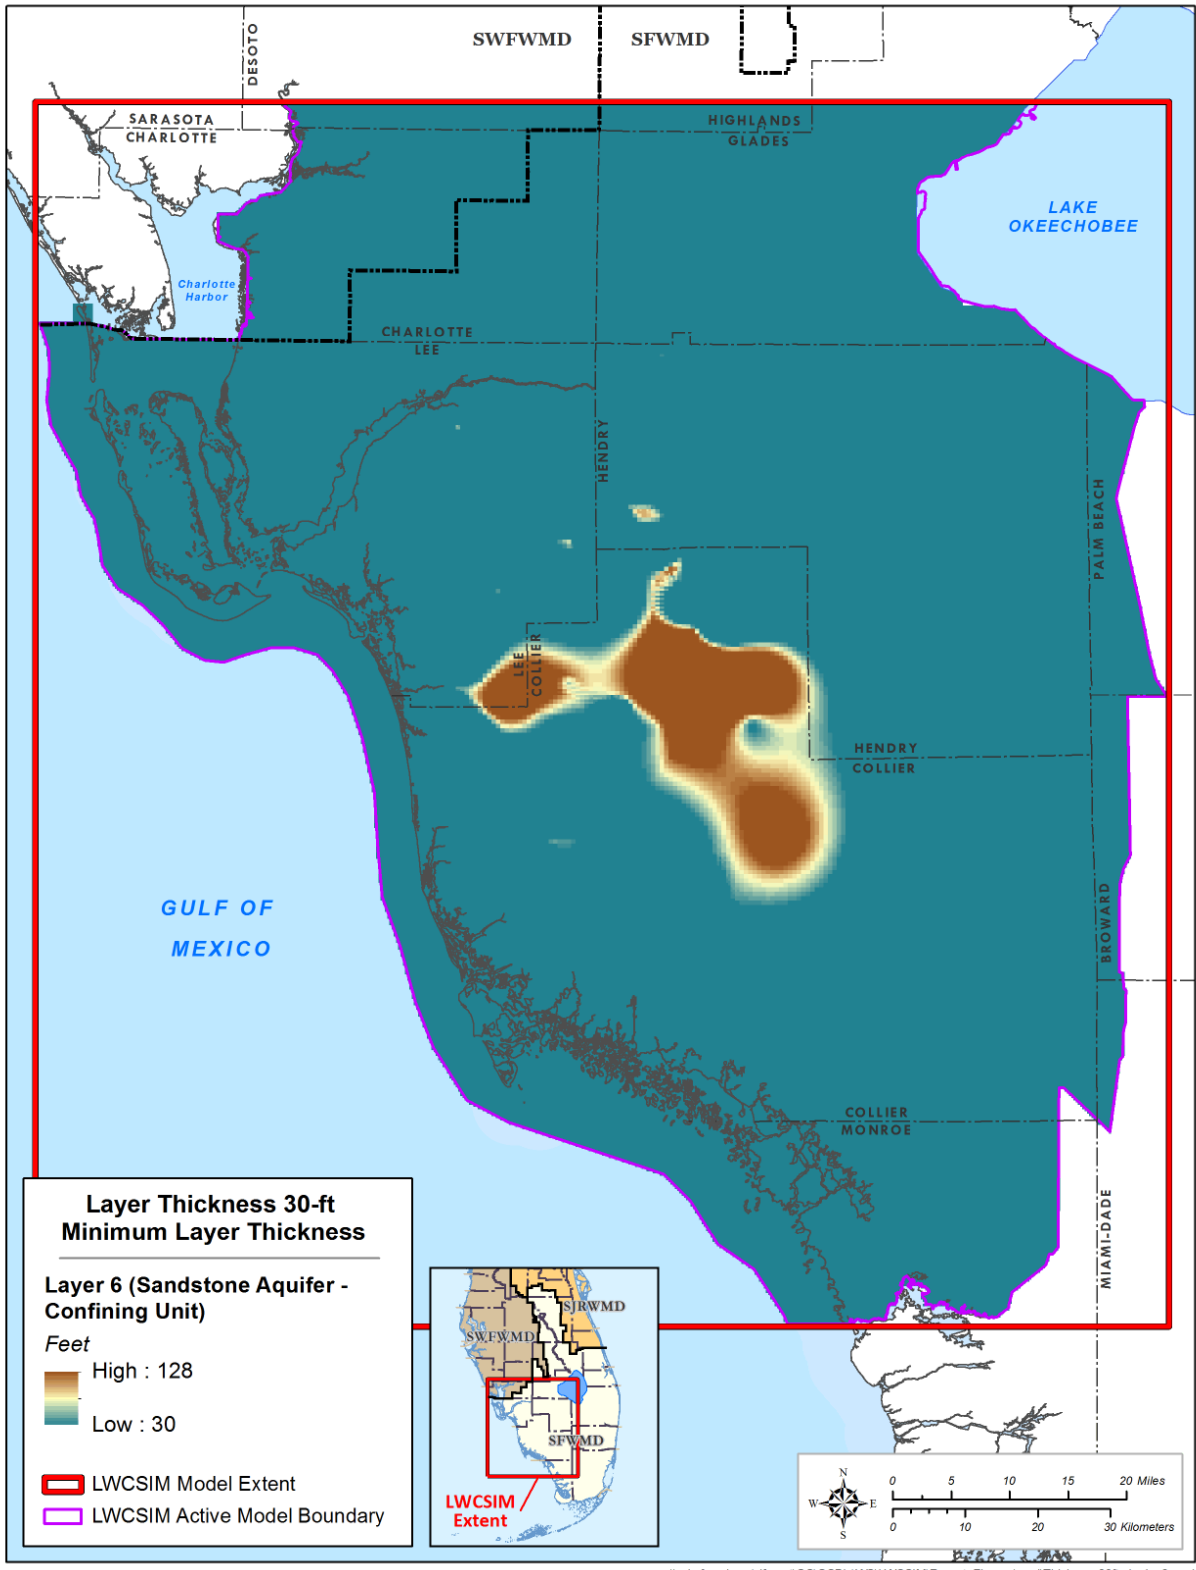 SWFWMD
SFWMD
DESOTO
SARASOTA
CHARLOTTE
HIGHLANDS
GLADES
LAKE
OKEECHOBEE
Charlotte
Harbor
CHARLOTTE
LEE
HENDRY
PALM BEACH
LEE
COLLIER
HENDRY
COLLIER
GULF OF
MEXICO
BROWARD
COLLIER
MONROE
MIAMI-DADE
Layer Thickness 30-ft
Minimum Layer Thickness
Layer 6 (Sandstone Aquifer -
Confining Unit)
Feet
High : 128
Low : 30
LWCSIM Model Extent
LWCSIM Active Model Boundary
SJRWMD
SWFWMD
SFWMD
LWCSIM
Extent
N
W E
S
0 5 10 15 20 Miles
0 10 20 30 Kilometers